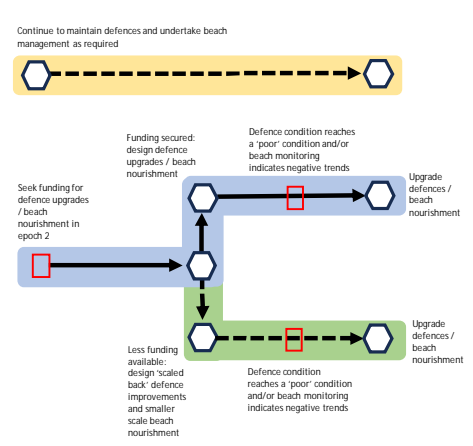 Continue to maintain defences and undertake beach
management as required
Funding secured:
design defence
upgrades / beach
nourishment
Defence condition reaches
a 'poor' condition and/or
beach monitoring
indicates negative trends
Upgrade
defences /
beach
nourishment
Seek funding for
defence upgrades
/ beach
nourishment in
epoch 2
Less funding
available:
design 'scaled
back' defence
improvements
and smaller
scale beach
nourishment
Defence condition
reaches a 'poor' condition
and/or beach monitoring
indicates negative trends
Upgrade
defences /
beach
nourishment